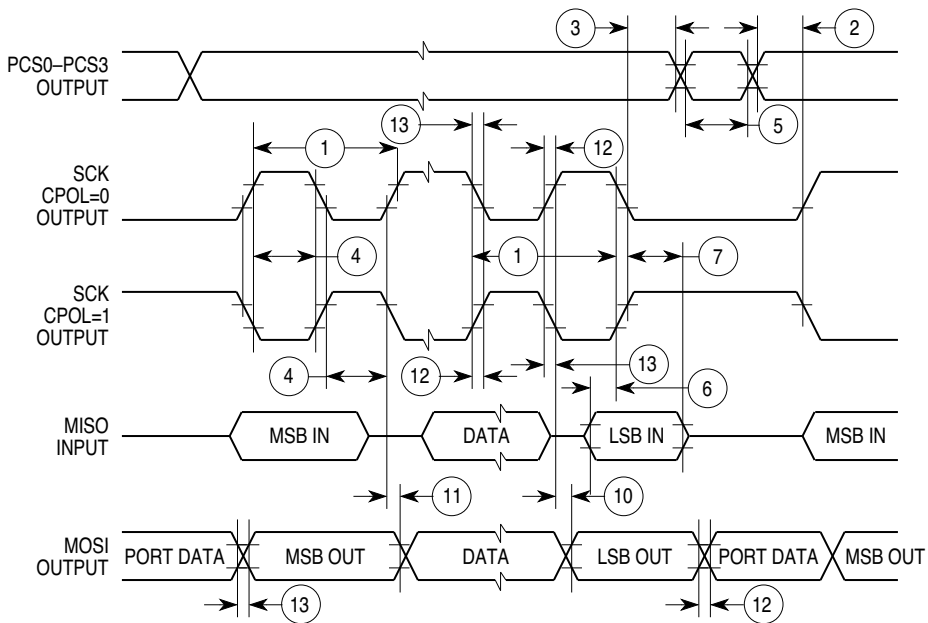 3
2
PCS0–PCS3
OUTPUT
13
5
1
12
SCK
CPOL=0
OUTPUT
4
1
7
SCK
CPOL=1
OUTPUT
4
12
13
6
MISO
INPUT
MSB IN
DATA
LSB IN
MSB IN
11
10
MOSI
OUTPUT
PORT DATA
MSB OUT
DATA
LSB OUT
PORT DATA
MSB OUT
13
12